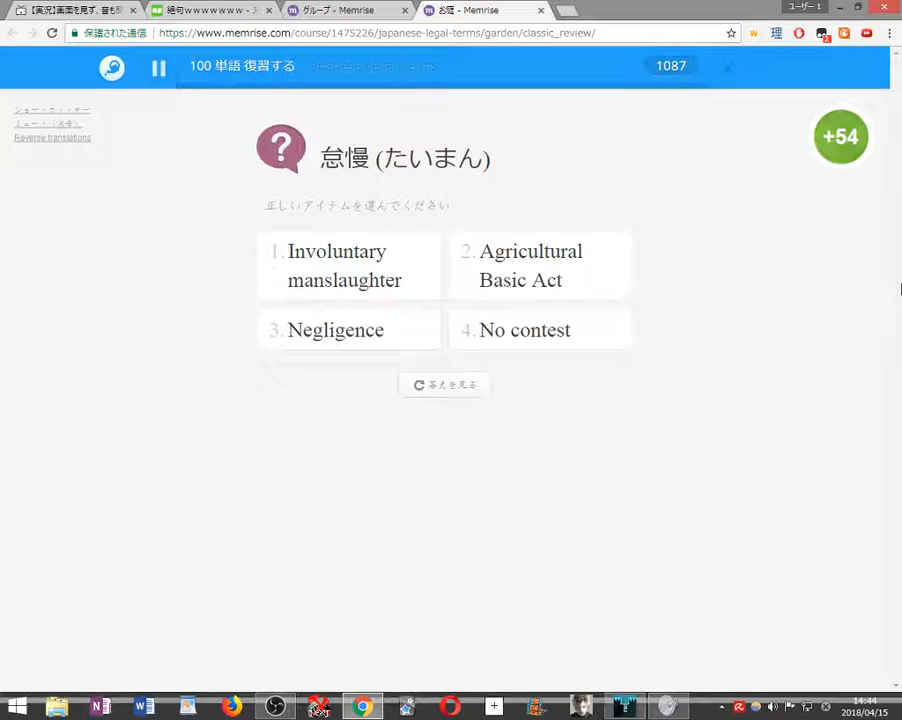 【実況】画面を見ず、音も
絶句ｗｗｗｗｗｗｗ - ス
グループ - Memrise
お庭 - Memrise
ユーザー 1
保護された通信
https://www.memrise.com/course/1475226/japanese-legal-terms/garden/classic_review/
100 単語 復習する
1087
Reverse translations
+54
怠慢 (たいまん)
正しいアイテムを選んでください
1. Involuntary
manslaughter
2. Agricultural
Basic Act
3. Negligence
4. No contest
答えを見る
14:44
2018/04/15